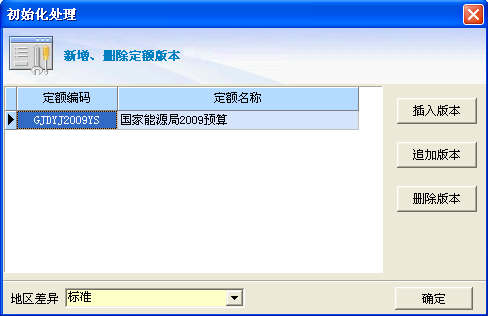 初始化处理
新增、删除定额版本
定额编码 定额名称
GJDYJ2009YS 国家能源局2009预算
插入版本
追加版本
删除版本
地区差异 标准
确定